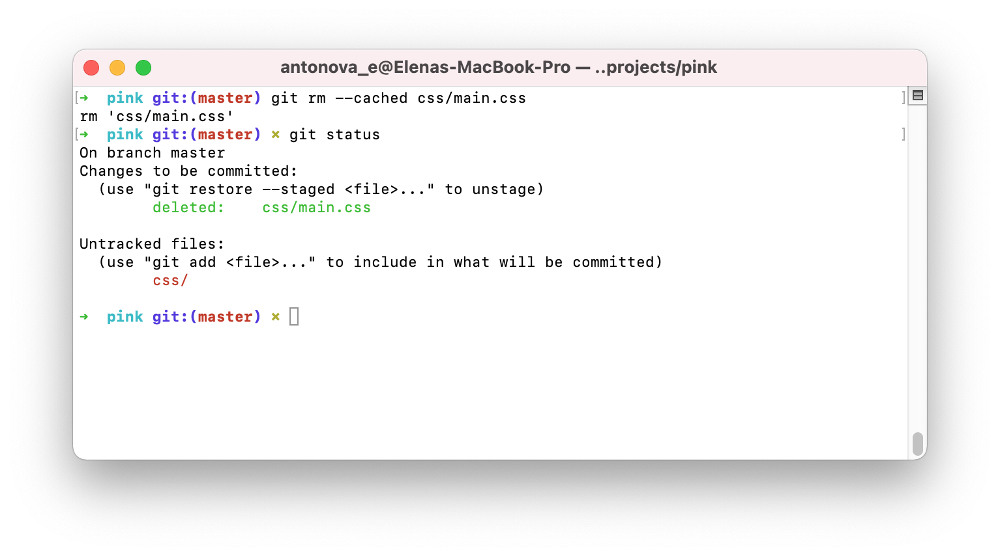 antonova_e@Elenas-MacBook-Pro — ..projects/pink
[➜  pink git:(master) git rm --cached css/main.css ]
rm 'css/main.css'
[➜  pink git:(master) ✗ git status ]
On branch master
Changes to be committed:
  (use "git restore --staged <file>..." to unstage)
        deleted:    css/main.css

Untracked files:
  (use "git add <file>..." to include in what will be committed)
        css/

➜  pink git:(master) ✗